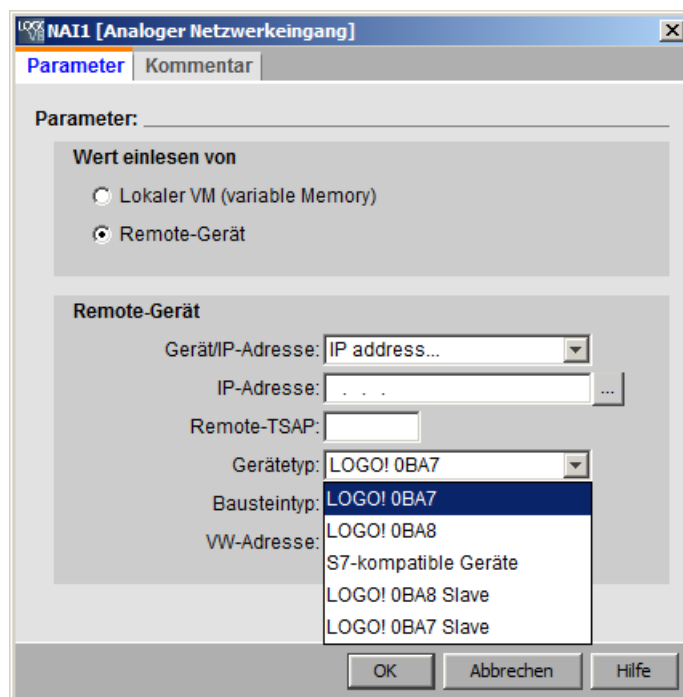 LOGO NAI1 [Analoger Netzwerkeingang]
Parameter Kommentar
Parameter:
Wert einlesen von
Lokaler VM (variable Memory)
Remote-Gerät
Remote-Gerät
Gerät/IP-Adresse: IP address...
IP-Adresse: . . . ...
Remote-TSAP:
Gerätetyp: LOGO! 0BA7
Bausteintyp: LOGO! 0BA7
LOGO! 0BA8
VW-Adresse: S7-kompatible Geräte
LOGO! 0BA8 Slave
LOGO! 0BA7 Slave
OK Abbrechen Hilfe